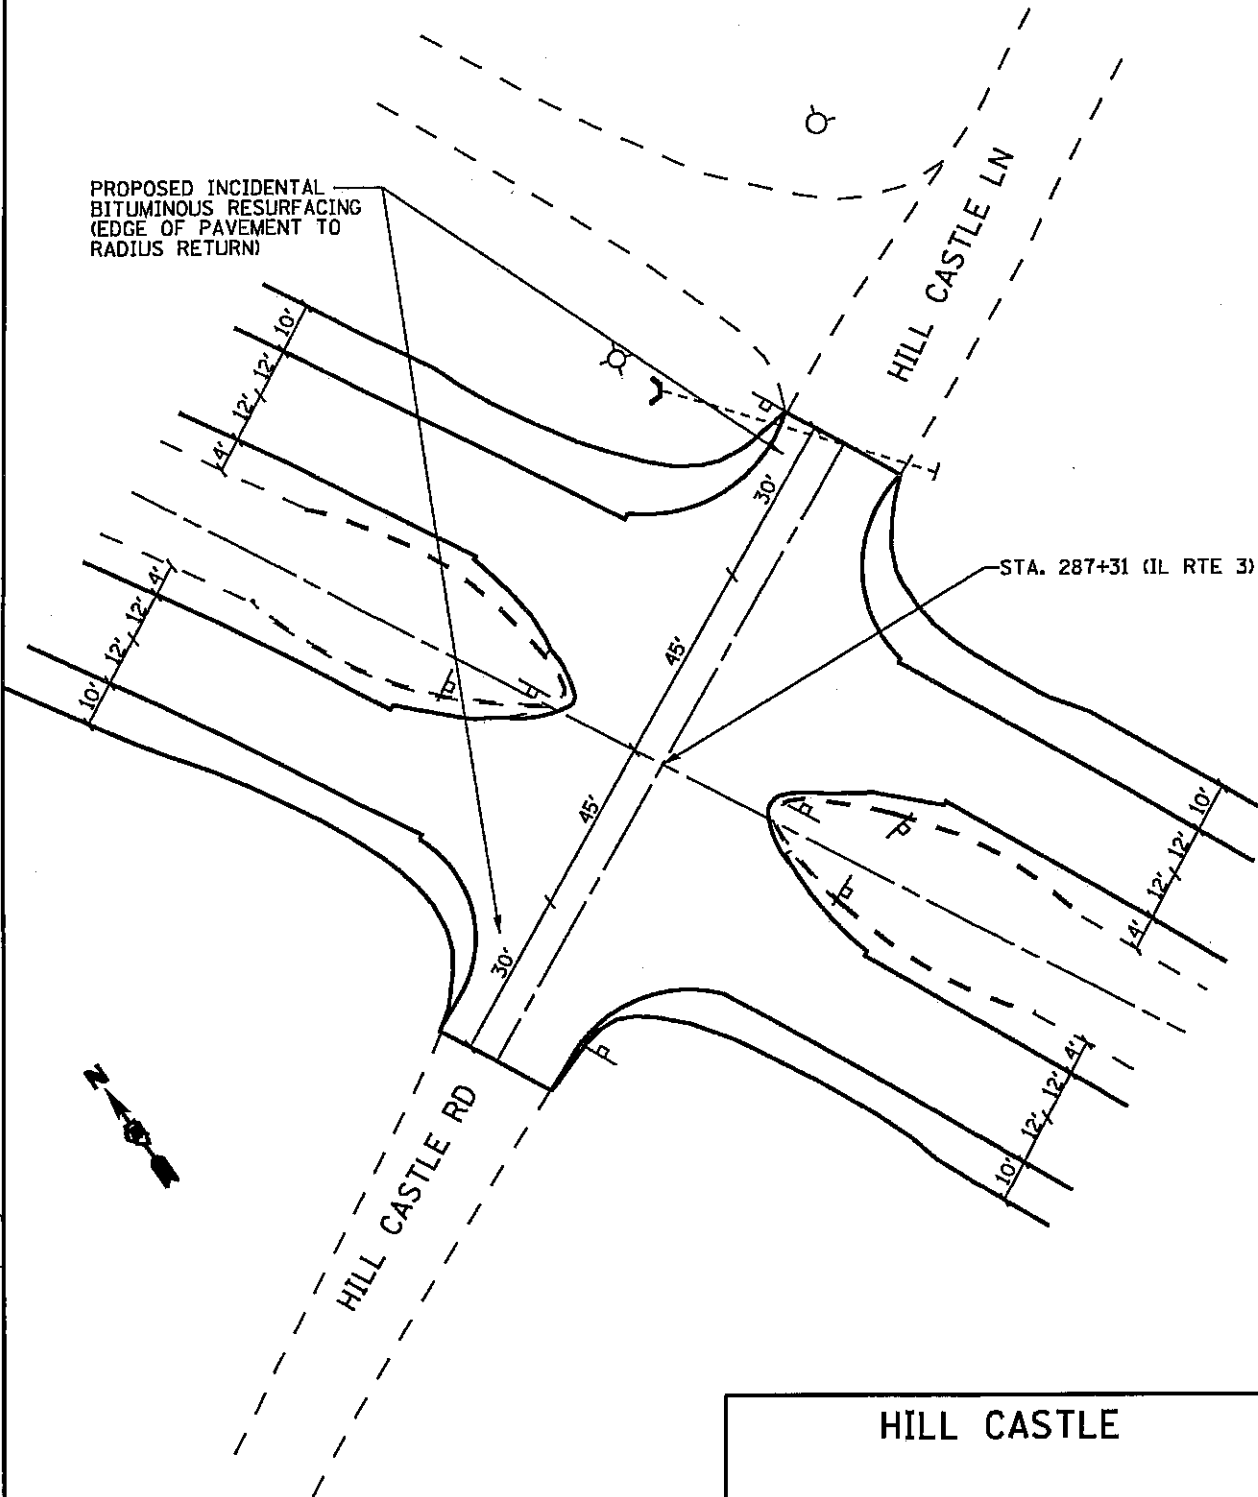 HILL CASTLE LN
PROPOSED INCIDENTAL
BITUMINOUS RESURFACING
(EDGE OF PAVEMENT TO
RADIUS RETURN)
10'
12'
12'
4'
30'
STA. 287+31 (IL RTE 3)
4'
12'
12'
10'
45'
45'
10'
12'
12'
4'
30'
4'
12'
12'
10'
N
HILL CASTLE RD
HILL CASTLE